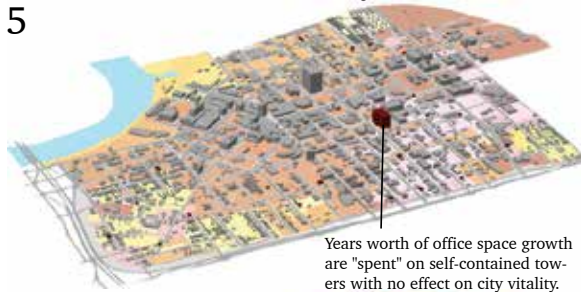 5
Years worth of office space growth
are "spent" on self-contained tow-
ers with no effect on city vitality.